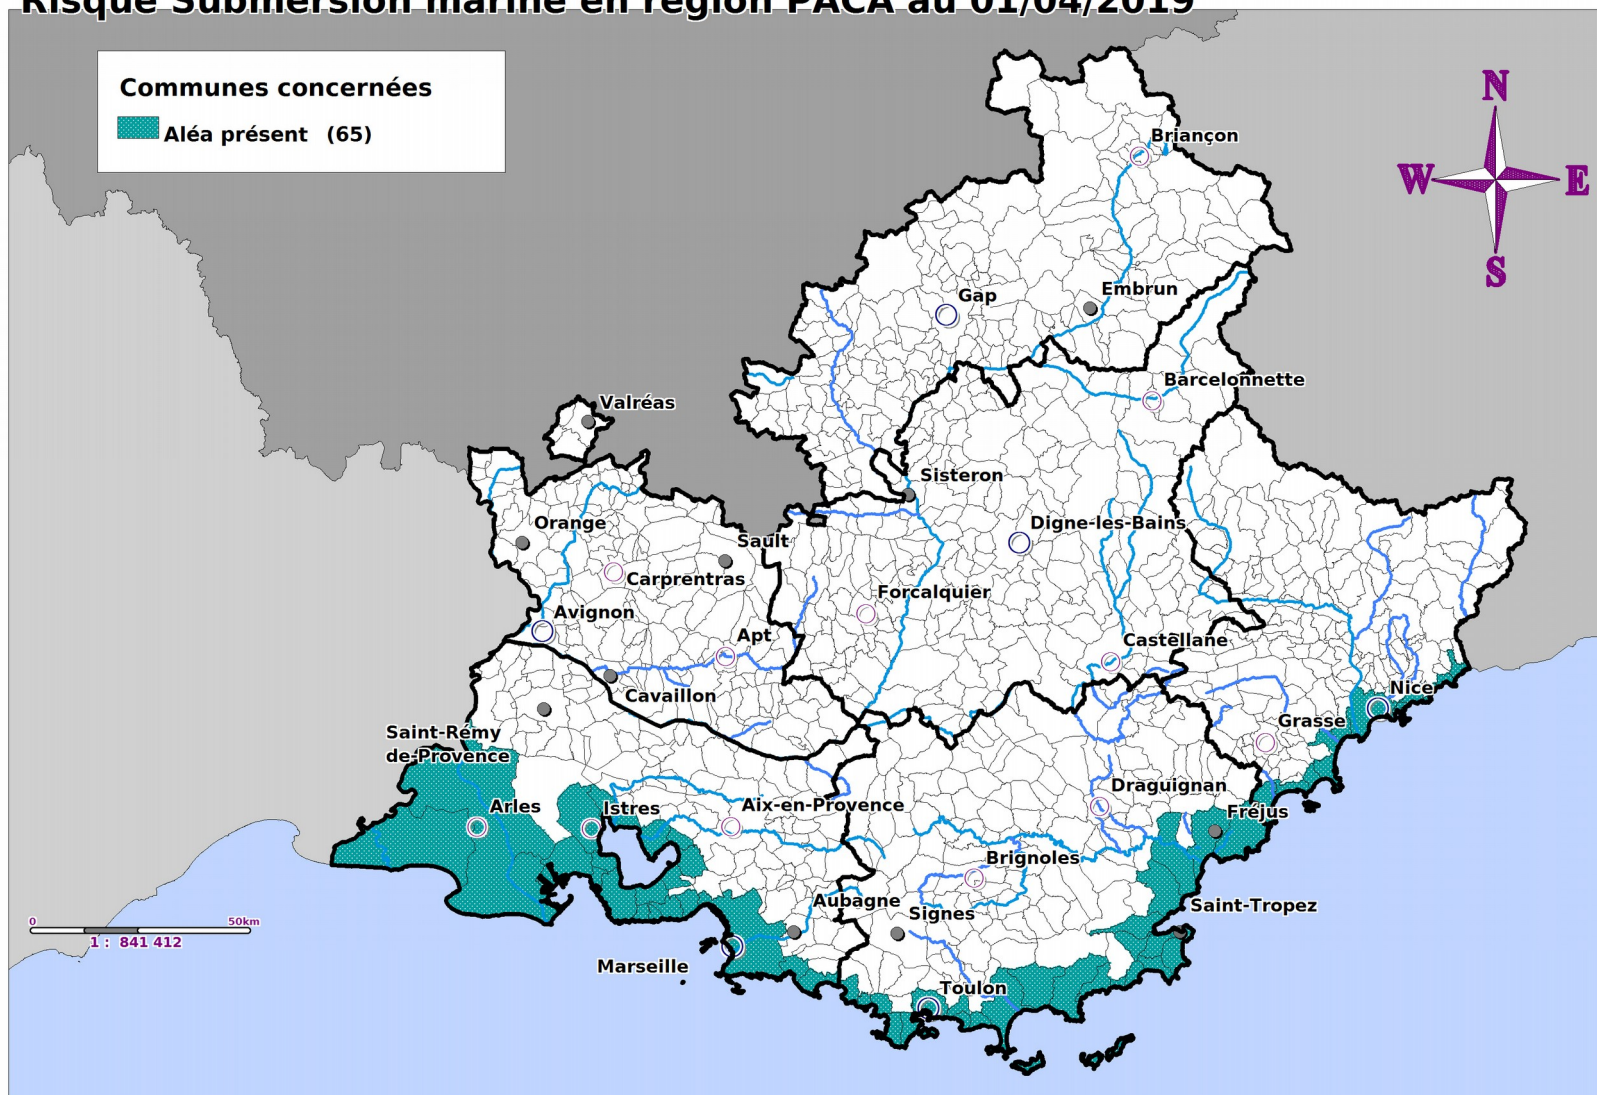 Risque Submersion marine en région PACA au 01/04/2019
Communes concernées
Aléa présent (65)
N
W
E
S
Briançon
Gap
Embrun
Barcelonnette
Valréas
Sisteron
Orange
Digne-les-Bains
Sault
Carprentras
Forcalquier
Avignon
Apt
Castellane
Cavaillon
Nice
Grasse
Saint-Rémy
de-Provence
Draguignan
Arles
Istres
Aix-en-Provence
Fréjus
Brignoles
Aubagne
Signes
Saint-Tropez
0
50km
1 : 841 412
Marseille
Toulon